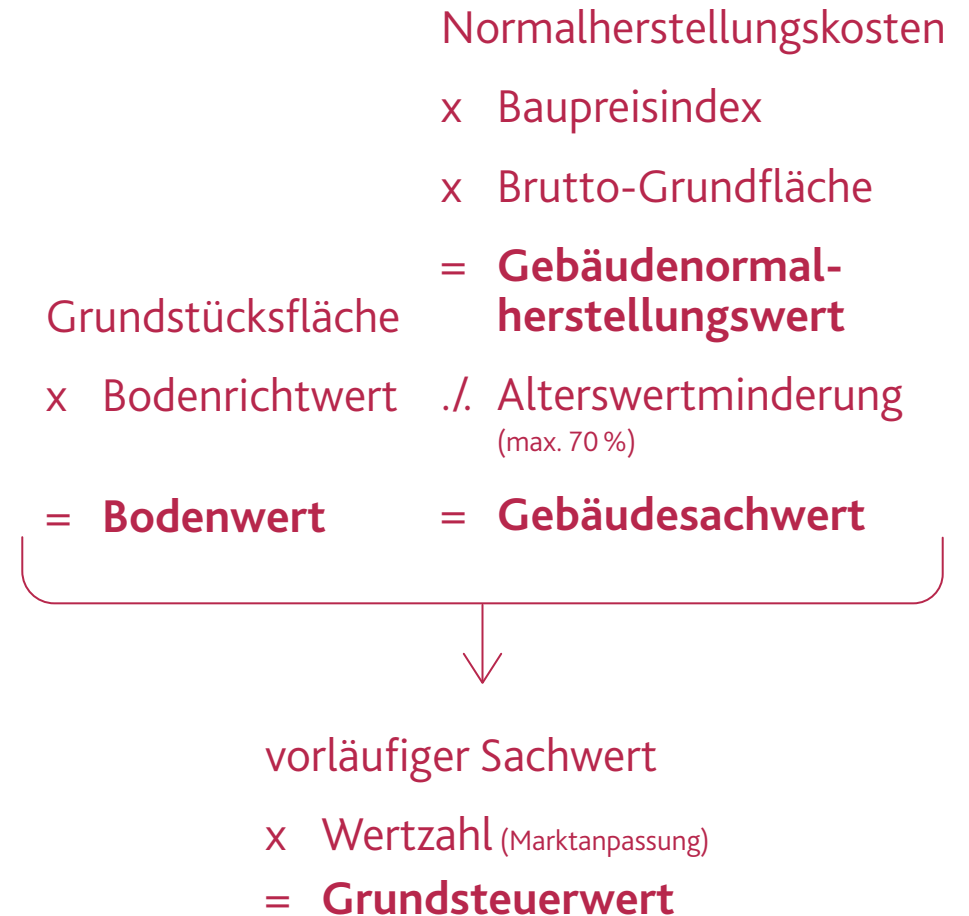 Grundstücksfläche
x Bodenrichtwert
= Bodenwert
Normalherstellungskosten
x Baupreisindex
x Brutto-Grundfläche
= Gebäudenormal-
herstellungswert
./. Alterswertminderung
(max. 70 %)
= Gebäudesachwert
vorläufiger Sachwert
x Wertzahl (Marktanpassung)
= Grundsteuerwert